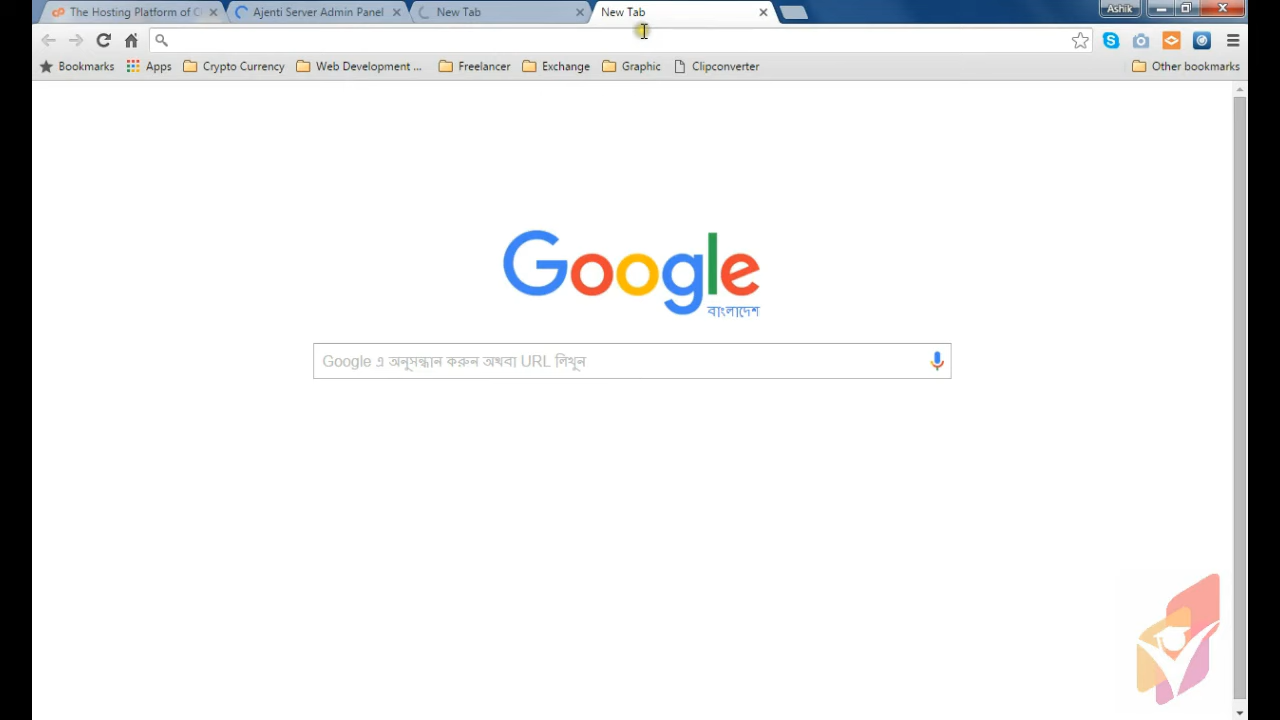 The Hosting Platform of C
Ajenti Server Admin Panel
New Tab
New Tab
Ashik
Bookmarks
Apps
Crypto Currency
Web Development ...
Freelancer
Exchange
Graphic
Clipconverter
Other bookmarks
Google
বাংলাদেশ
Google এ অনুসন্ধান করুন অথবা URL লিখুন